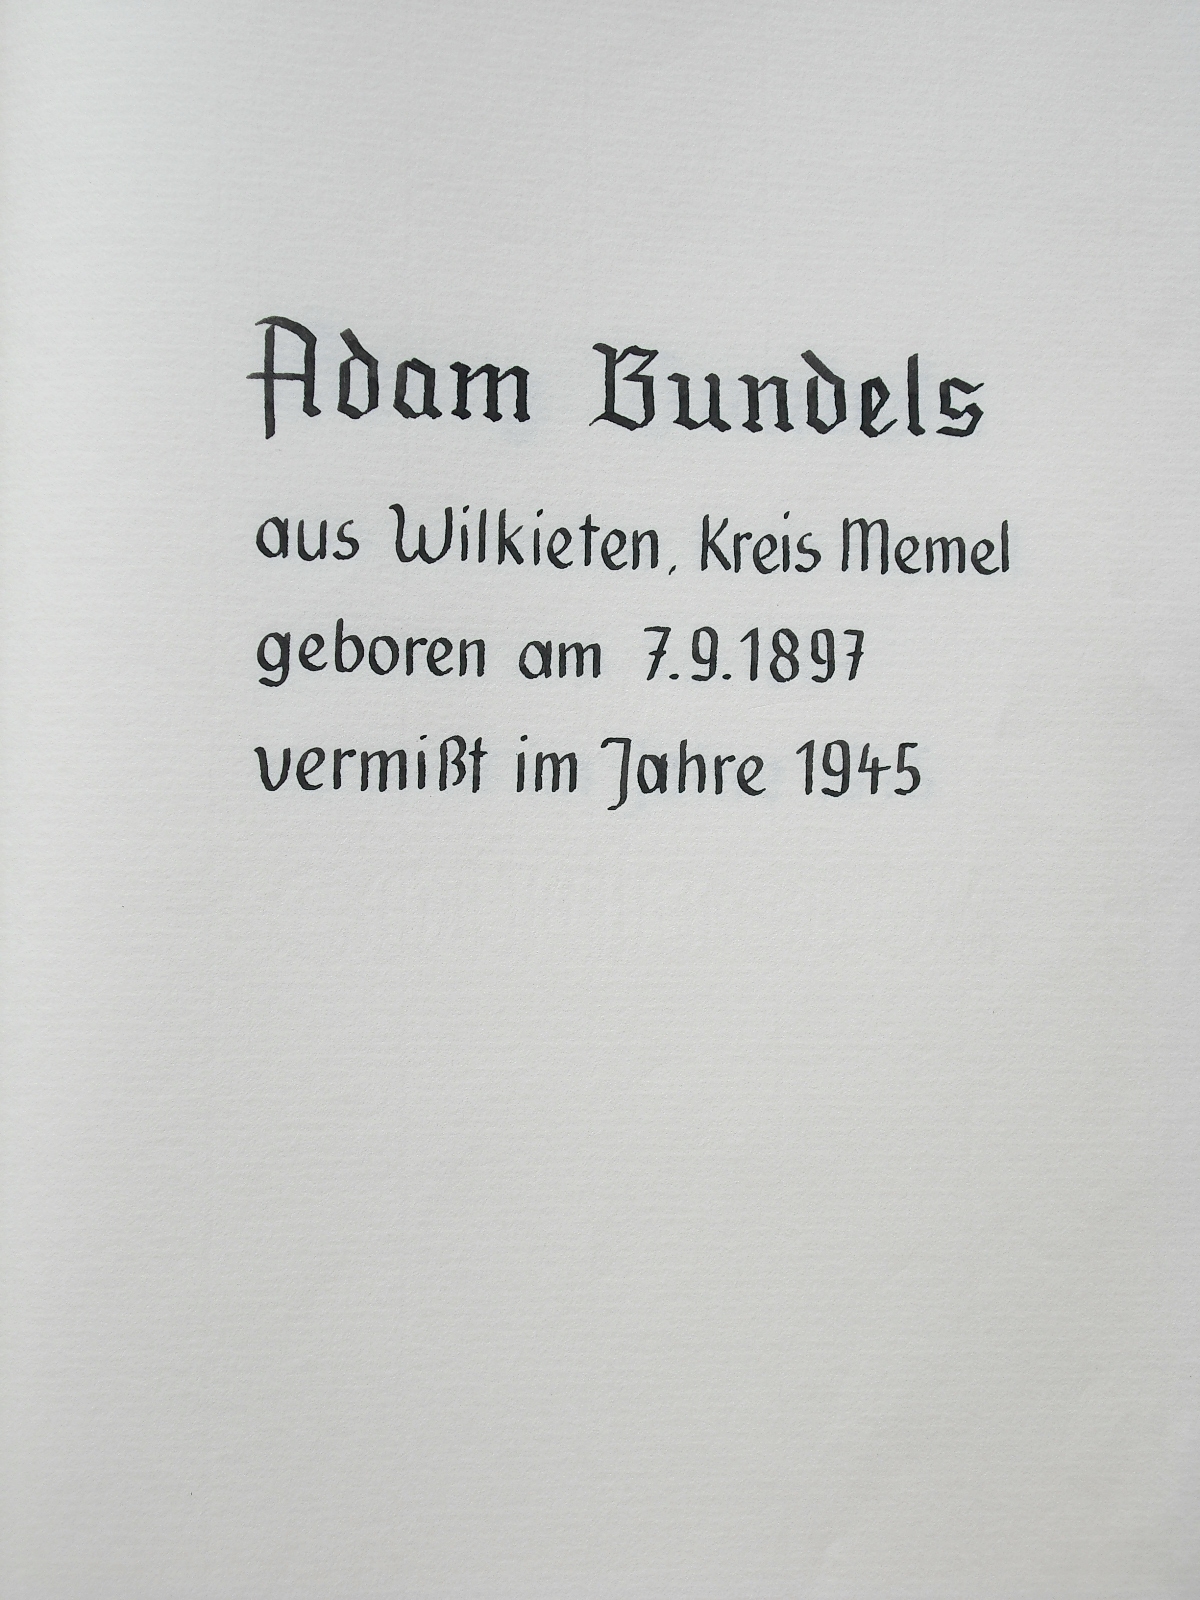 Adam Bundels
aus Wilkieten, Kreis Memel
geboren am 7.9.1897
vermißt im Jahre 1945